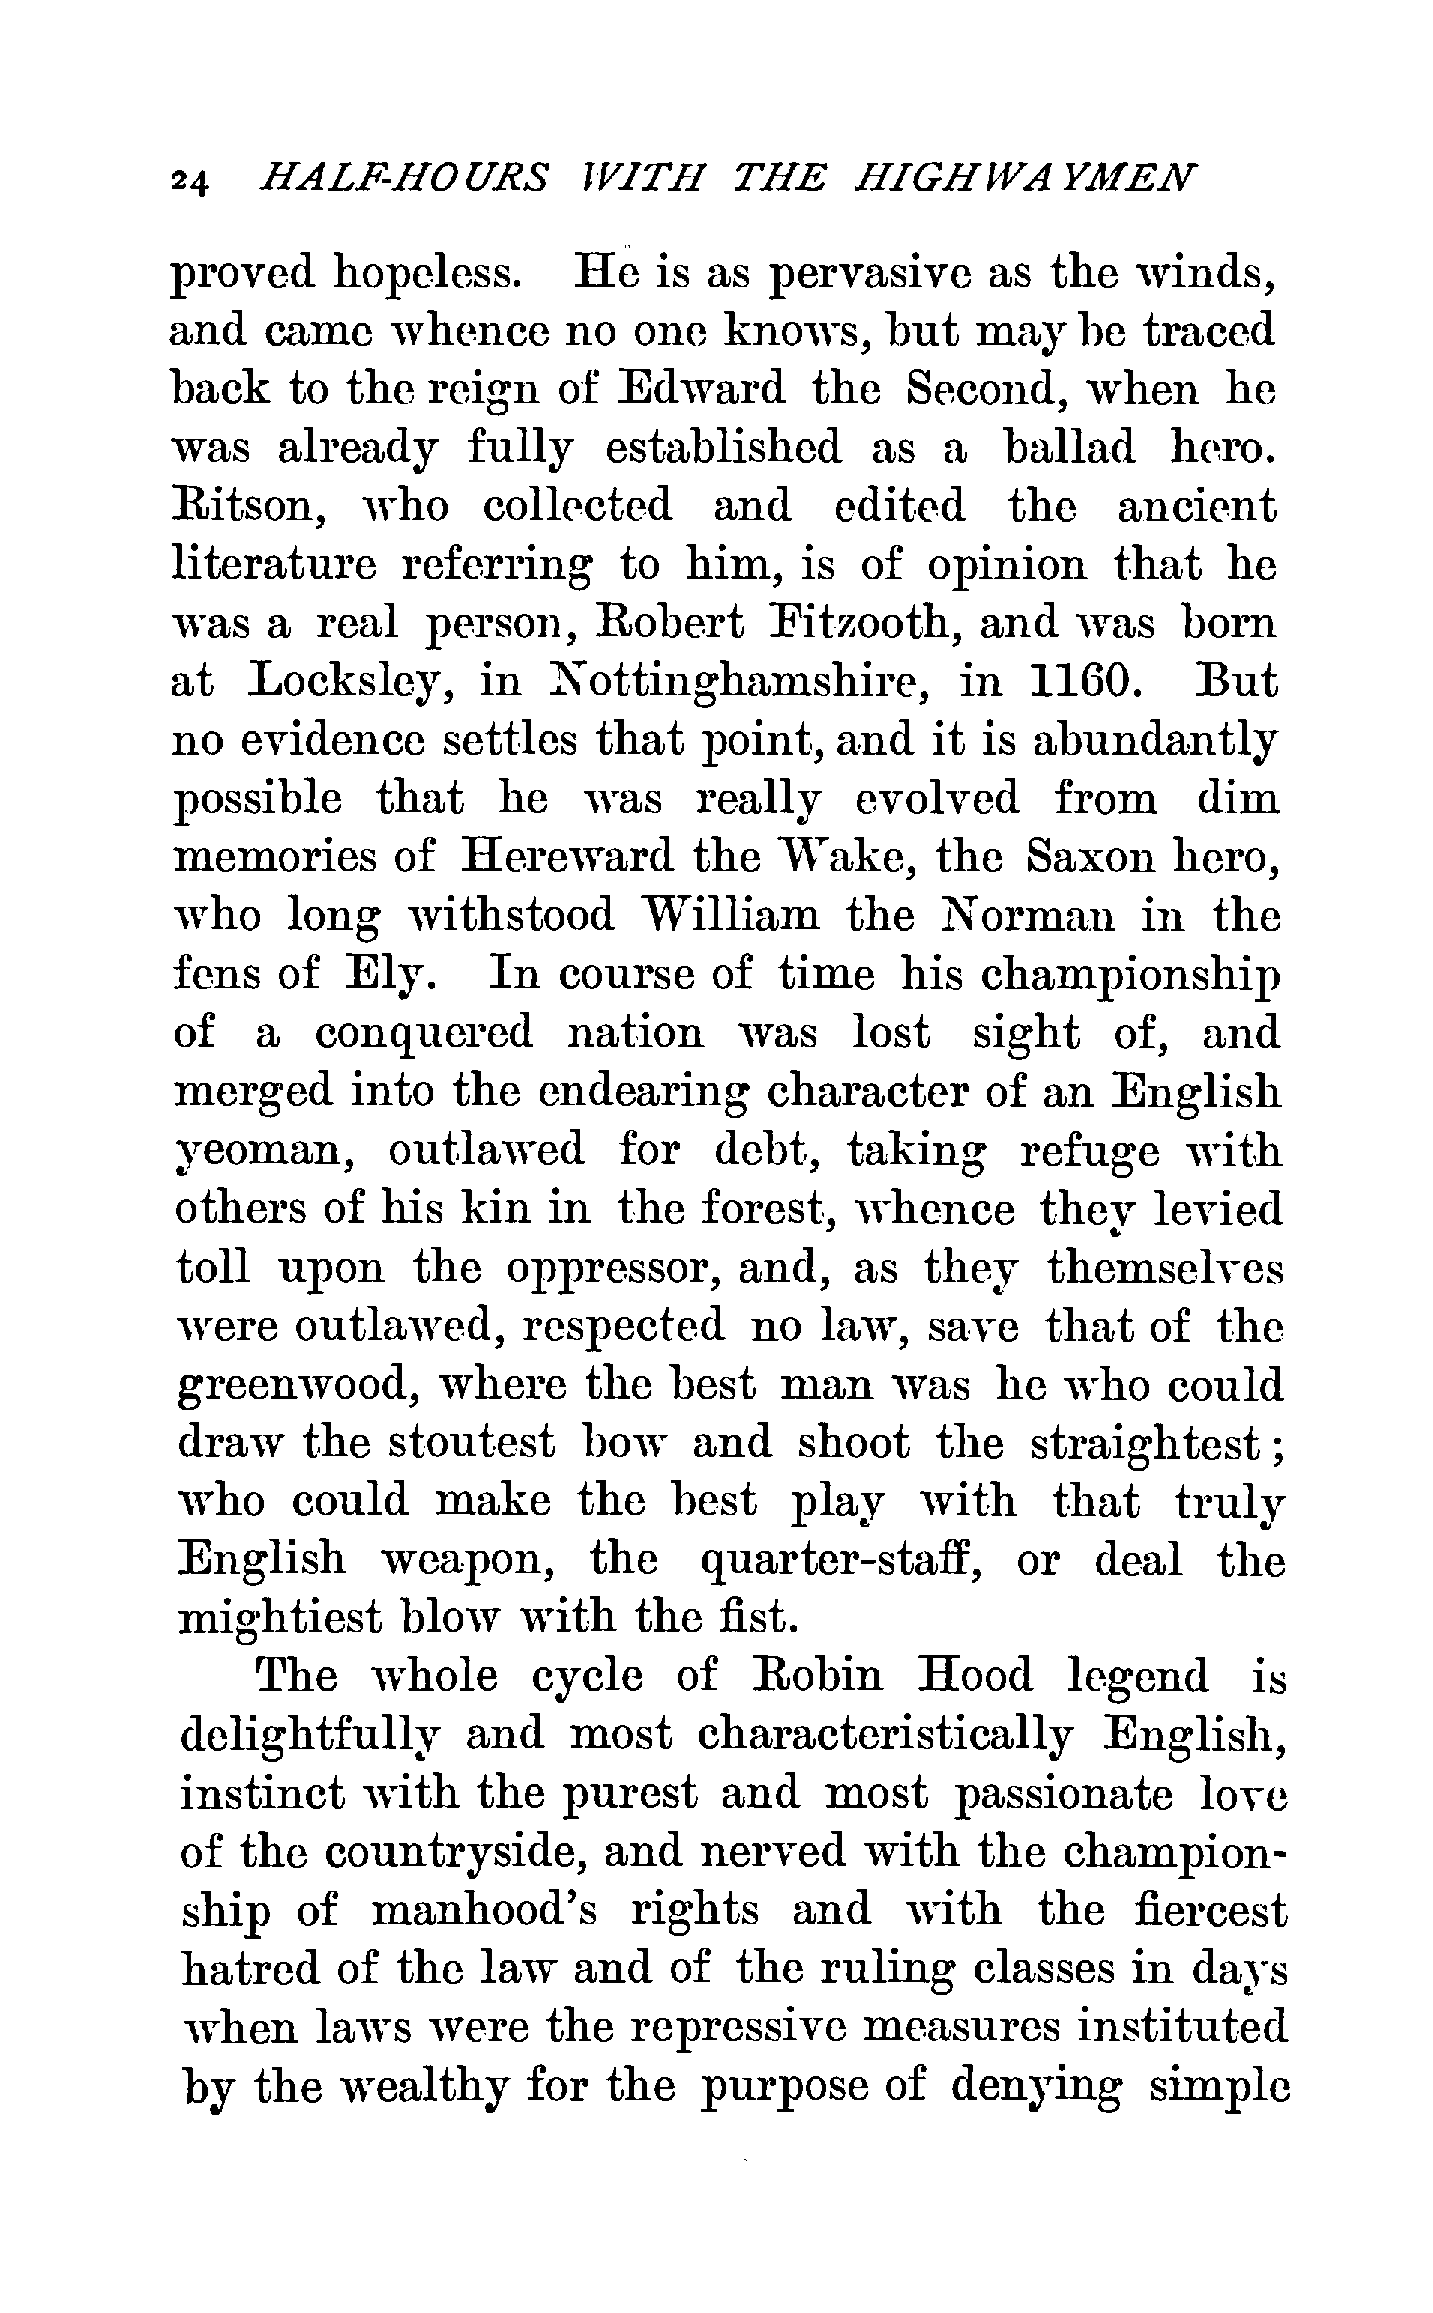 24 HALF-HOURS WITH THE HIGHWAYMEN
proved hopeless. He is as pervasive as the winds,
and came whence no one knows, but may be traced
back to the reign of Edward the Second, when he
was already fully established as a ballad hero.
Ritson, who collected and edited the ancient
literature referring to him, is of opinion that he
was a real person, Robert Fitzooth, and was born
at Locksley, in Nottinghamshire, in 1160. But
no evidence settles that point, and it is abundantly
possible that he was really evolved from dim
memories of Hereward the Wake, the Saxon hero,
who long withstood William the Norman in the
fens of Ely. In course of time his championship
of a conquered nation was lost sight of, and
merged into the endearing character of an English
yeoman, outlawed for debt, taking refuge with
others of his kin in the forest, whence they levied
toll upon the oppressor, and, as they themselves
were outlawed, respected no law, save that of the
greenwood, where the best man was he who could
draw the stoutest bow and shoot the straightest ;
who could make the best play with that truly
English weapon, the quarter-staff, or deal the
mightiest blow with the fist.
The whole cycle of Robin Hood legend is
delightfully and most characteristically English,
instinct with the purest and most passionate love
of the countryside, and nerved with the champion-
ship of manhood's rights and with the fiercest
hatred of the law and of the ruling classes in days
when laws were the repressive measures instituted
by the wealthy for the purpose of denying simple